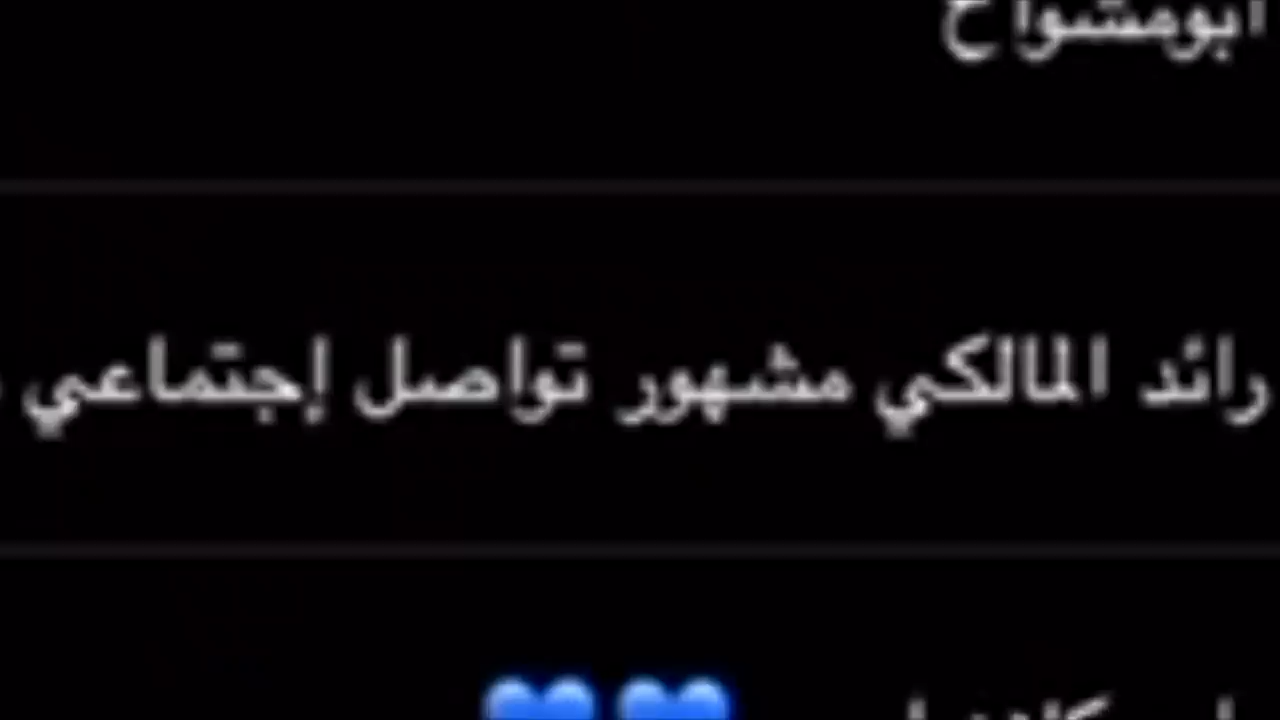 ابومشواح
رائد المالكي مشهور تواصل إجتماعي
💙💙